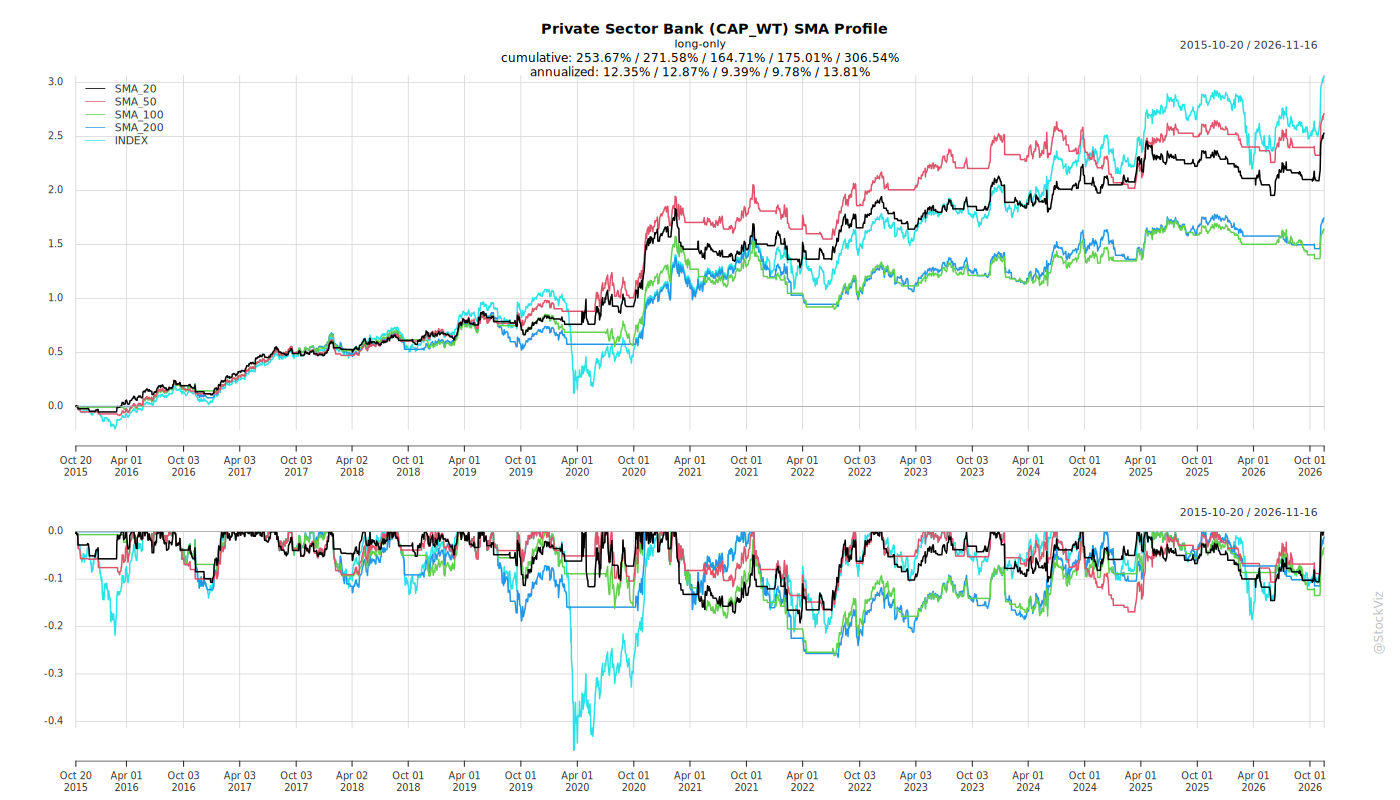 Private Sector Bank (CAP_WT) SMA Profile
long-only
2015-10-20 / 2026-11-16
cumulative: 253.67% / 271.58% / 164.71% / 175.01% / 306.54%
annualized: 12.35% / 12.87% / 9.39% / 9.78% / 13.81%
3.0
SMA_20
SMA_50
SMA_100
SMA_200
INDEX
2.5
2.0
1.5
1.0
0.5
0.0
Oct 20 Apr 01 Oct 03 Apr 03 Oct 03 Apr 02 Oct 01 Apr 01 Oct 01 Apr 01 Oct 01 Apr 01 Oct 01 Apr 01 Oct 03 Apr 03 Oct 03 Apr 01 Oct 01 Apr 01 Oct 01 Apr 01 Oct 01
2015 2016 2016 2017 2017 2018 2018 2019 2019 2020 2020 2021 2021 2022 2022 2023 2023 2024 2024 2025 2025 2026 2026
2015-10-20 / 2026-11-16
0.0
-0.1
-0.2
-0.3
-0.4
Oct 20 Apr 01 Oct 03 Apr 03 Oct 03 Apr 02 Oct 01 Apr 01 Oct 01 Apr 01 Oct 01 Apr 01 Oct 01 Apr 01 Oct 03 Apr 03 Oct 03 Apr 01 Oct 01 Apr 01 Oct 01 Apr 01 Oct 01
2015 2016 2016 2017 2017 2018 2018 2019 2019 2020 2020 2021 2021 2022 2022 2023 2023 2024 2024 2025 2025 2026 2026
@StockViz